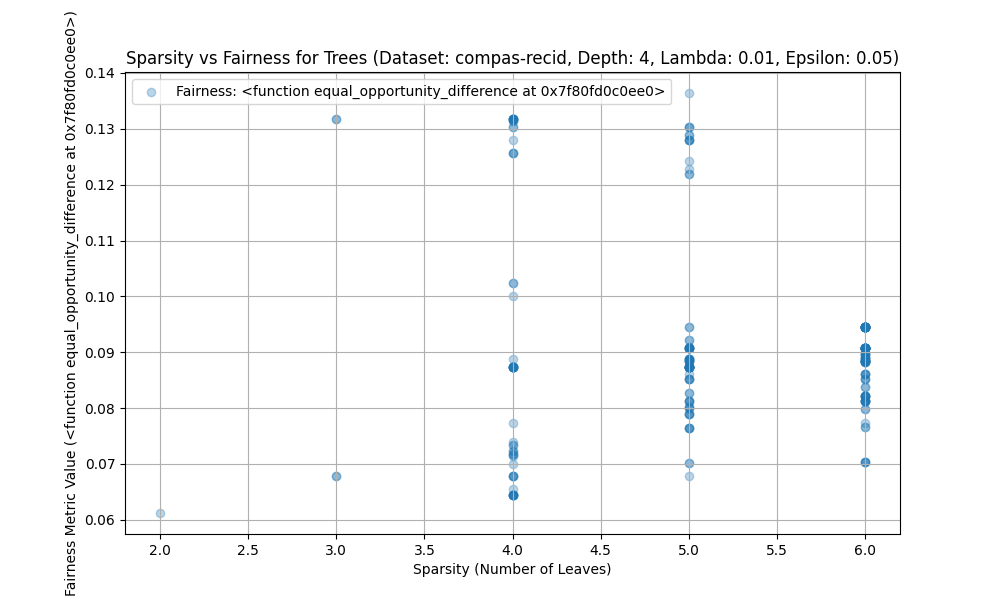 Sparsity vs Fairness for Trees (Dataset: compas-recid, Depth: 4, Lambda: 0.01, Epsilon: 0.05)
Fairness: <function equal_opportunity_difference at 0x7f80fd0c0ee0>
Fairness Metric Value (<function equal_opportunity_difference at 0x7f80fd0c0ee0>)
0.14
0.13
0.12
0.11
0.10
0.09
0.08
0.07
0.06
2.0 2.5 3.0 3.5 4.0 4.5 5.0 5.5 6.0
Sparsity (Number of Leaves)